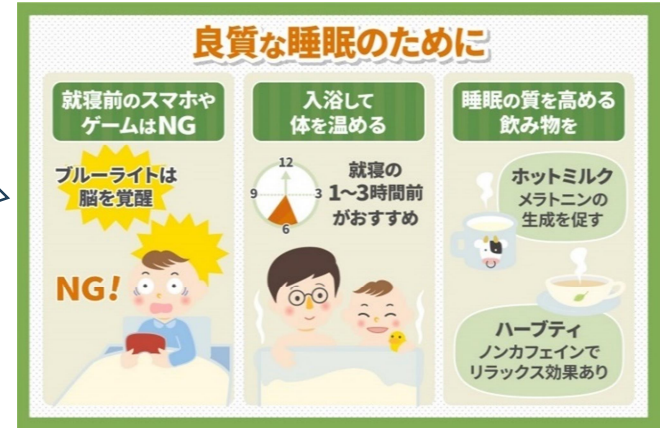 良質な睡眠のために
就寝前のスマホや
ゲームはNG
ブルーライトは
脳を覚醒
NG!
入浴して
体を温める
12
9
3
6
就寝の
1～3時間前
がおすすめ
睡眠の質を高める
飲み物を
ホットミルク
メラトニンの
生成を促す
ハーブティ
ノンカフェインで
リラックス効果あり